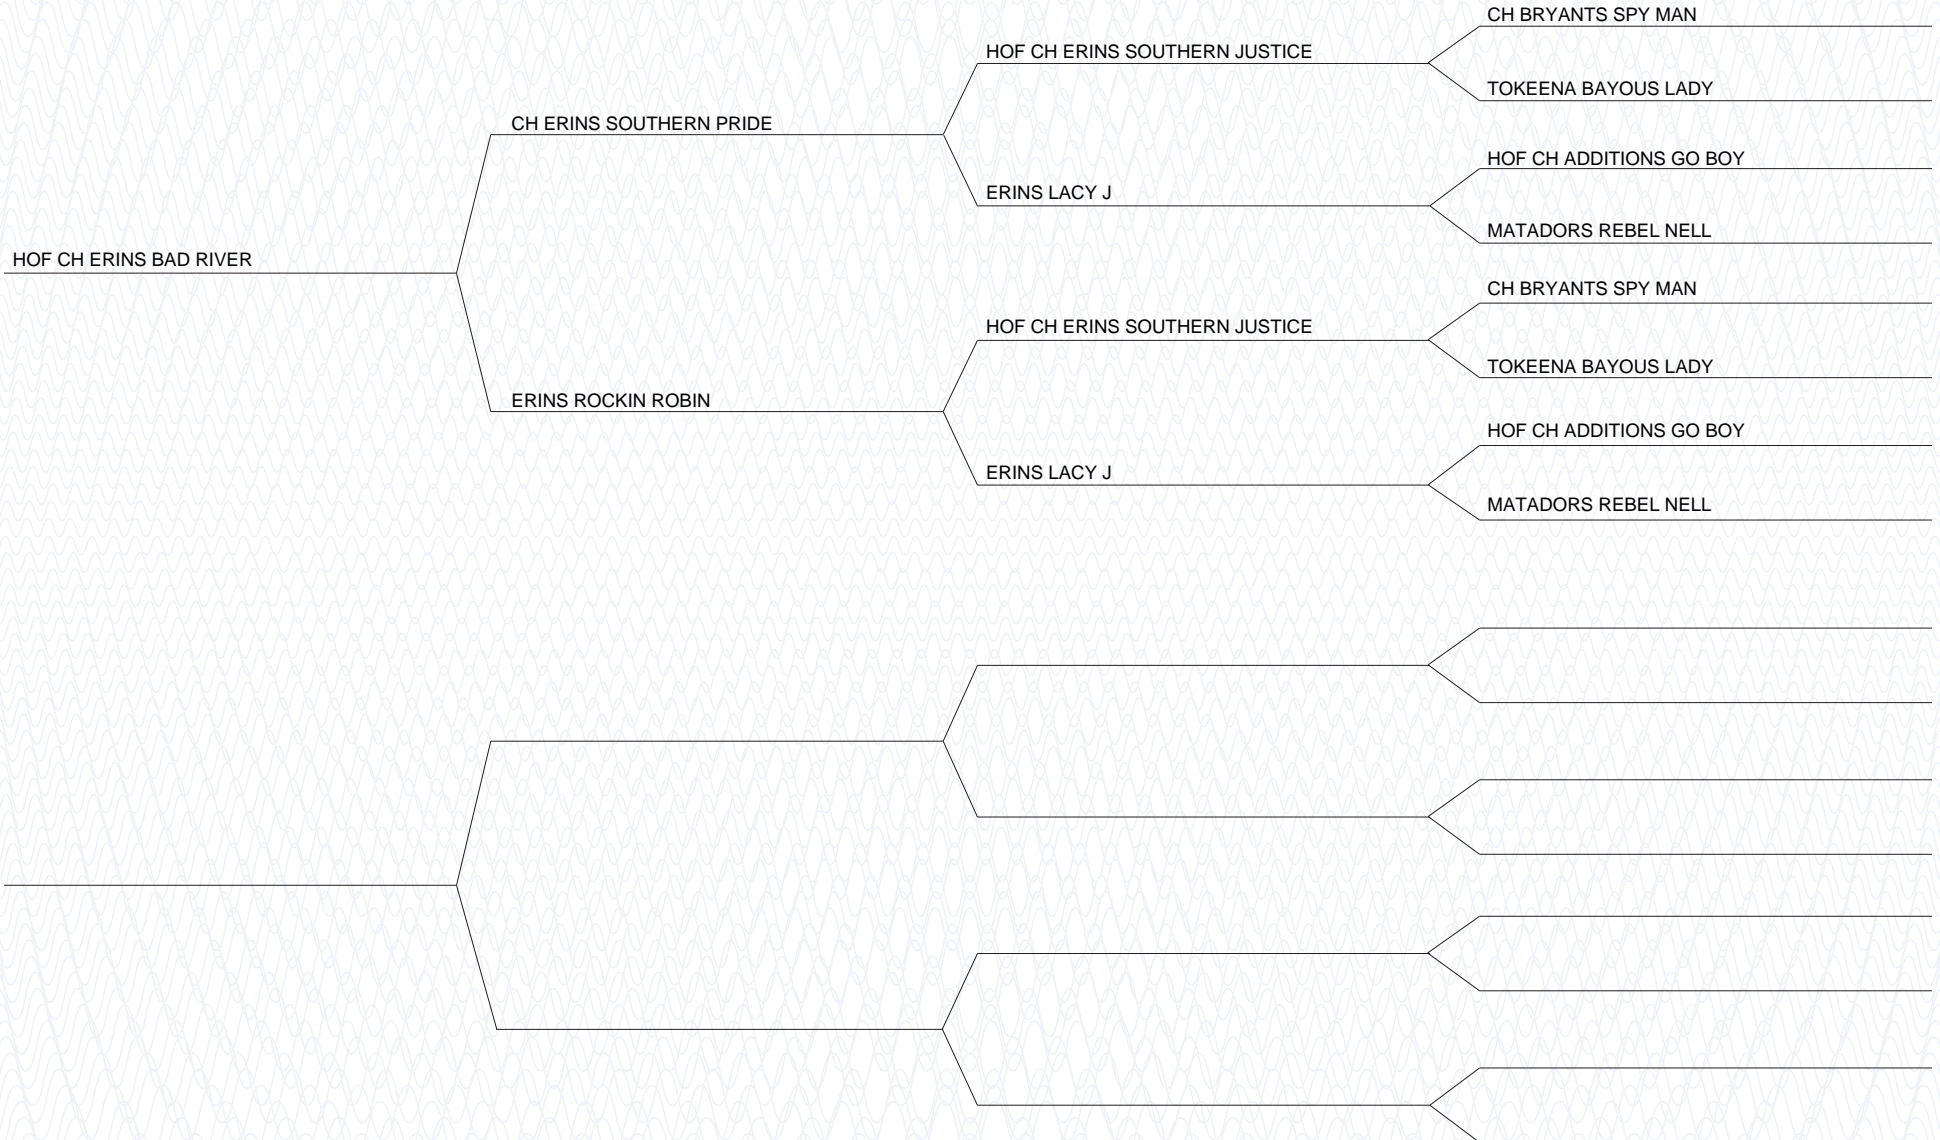 CH BRYANTS SPY MAN
HOF CH ERINS SOUTHERN JUSTICE
TOKEENA BAYOUS LADY
CH ERINS SOUTHERN PRIDE
HOF CH ADDITIONS GO BOY
ERINS LACY J
MATADORS REBEL NELL
HOF CH ERINS BAD RIVER
CH BRYANTS SPY MAN
HOF CH ERINS SOUTHERN JUSTICE
TOKEENA BAYOUS LADY
ERINS ROCKIN ROBIN
HOF CH ADDITIONS GO BOY
ERINS LACY J
MATADORS REBEL NELL